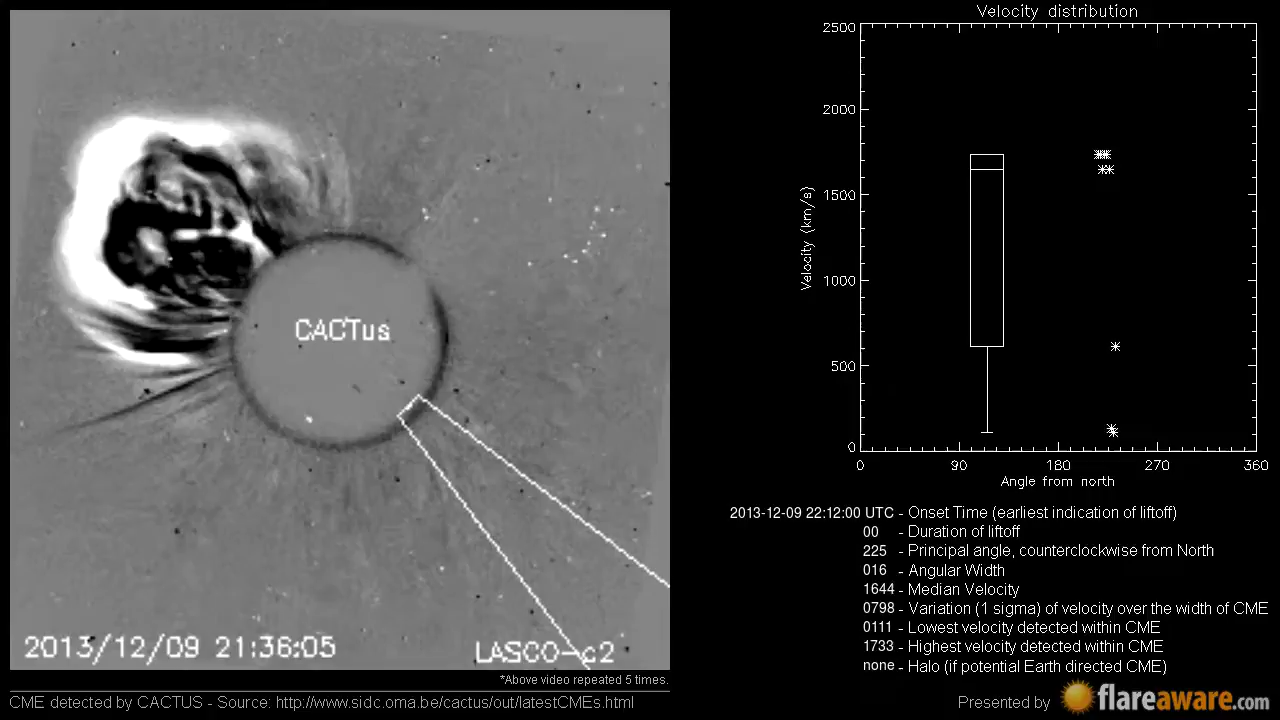 Velocity distribution
2500
2000
1500
1000
500
0
Velocity (km/s)
0 90 180 270 360
Angle from north
CACTus
2013/12/09 21:36:05
LASCO-c2
*Above video repeated 5 times.
CME detected by CACTUS - Source: http://www.sidc.oma.be/cactus/out/latestCMEs.html
2013-12-09 22:12:00 UTC - Onset Time (earliest indication of liftoff)
00 - Duration of liftoff
225 - Principal angle, counterclockwise from North
016 - Angular Width
1644 - Median Velocity
0798 - Variation (1 sigma) of velocity over the width of CME
0111 - Lowest velocity detected within CME
1733 - Highest velocity detected within CME
none - Halo (if potential Earth directed CME)
Presented by flareaware.com